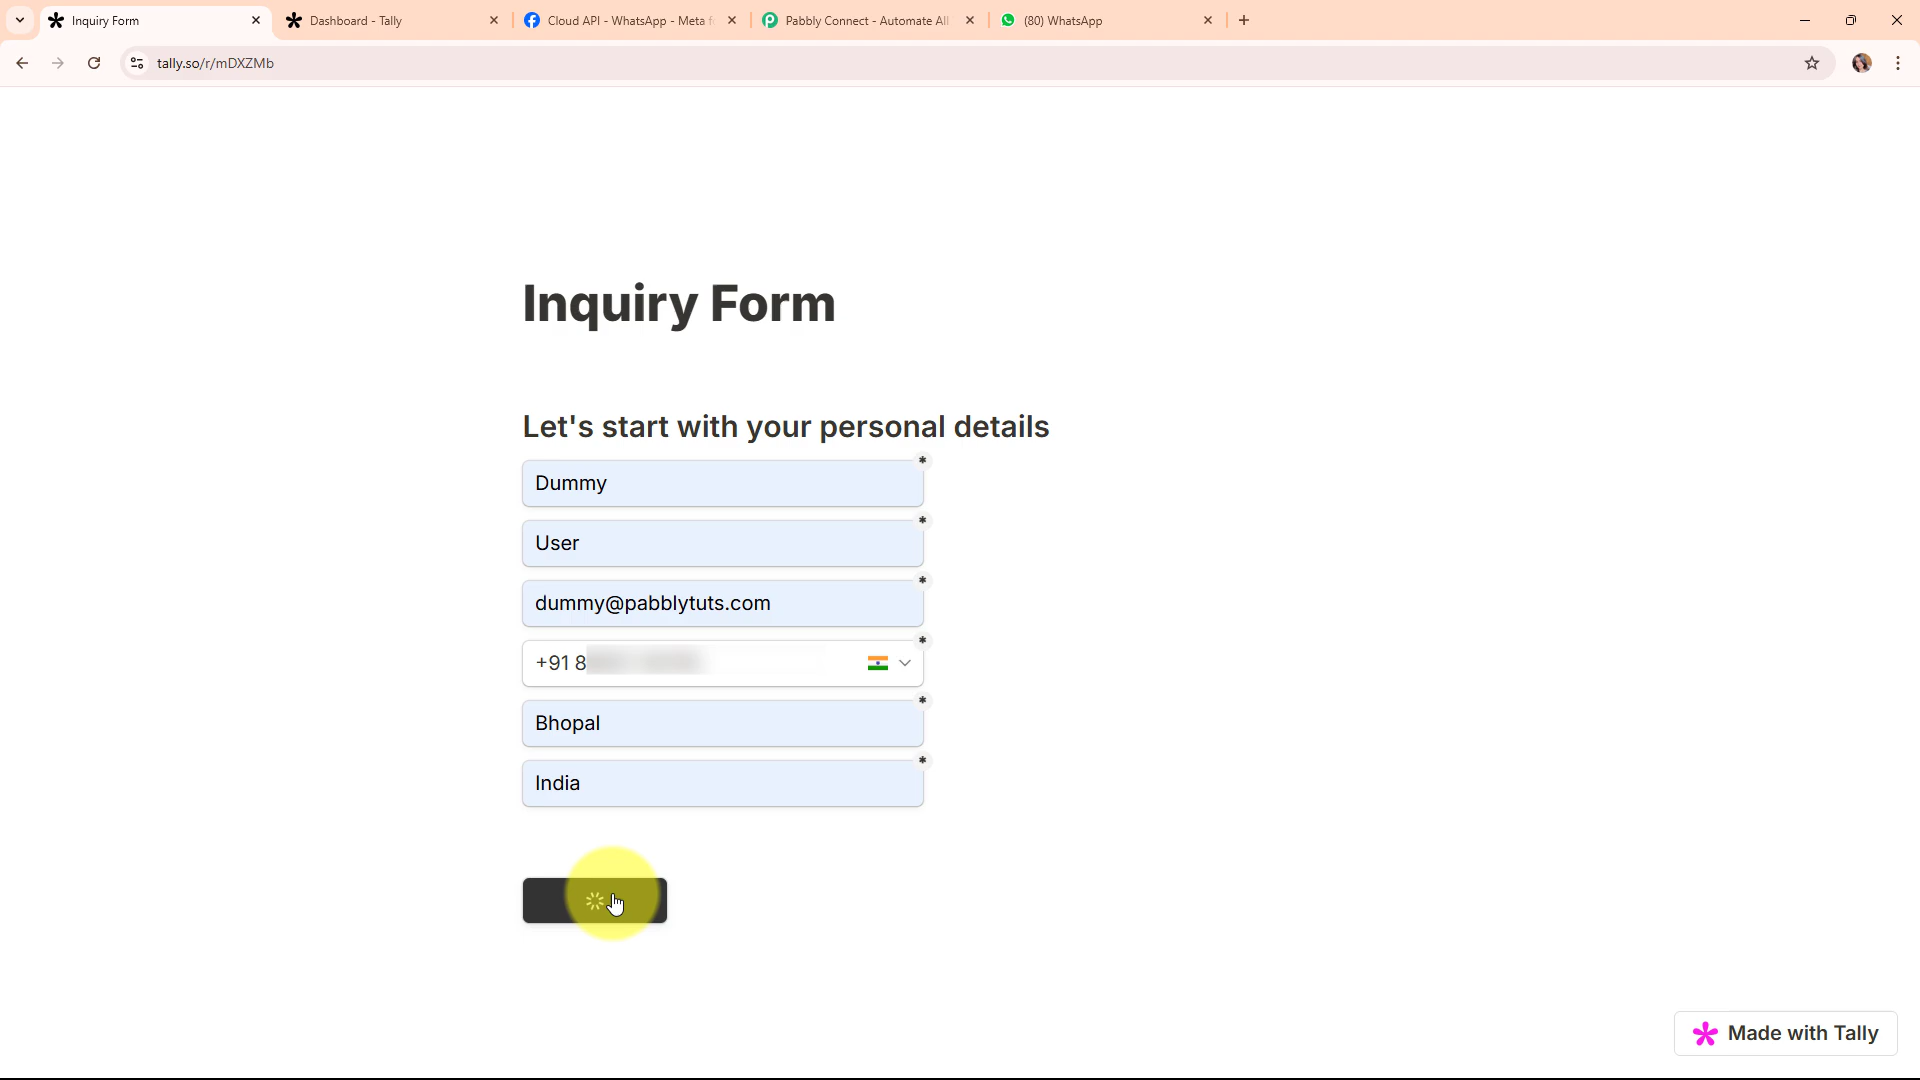 Inquiry Form
Dashboard - Tally
Cloud API - WhatsApp - Meta f
Pabbly Connect - Automate All
(80) WhatsApp
tally.so/r/mDXZMb
Inquiry Form
Let's start with your personal details
Dummy *
User *
dummy@pabblytuts.com *
+91 8 *
Bhopal *
India *
Made with Tally